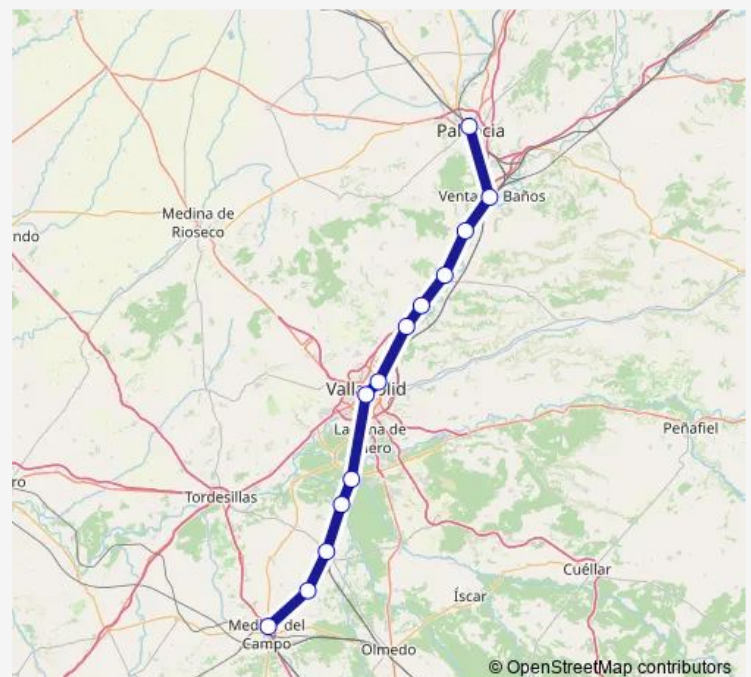 Palencia
Venta Baños
Medina de
Rioseco
ndo
Valladolid
La de
Peñafiel
ro
Tordesillas
Cuéllar
Íscar
Medina del
Campo
Olmedo
© OpenStreetMap contributors